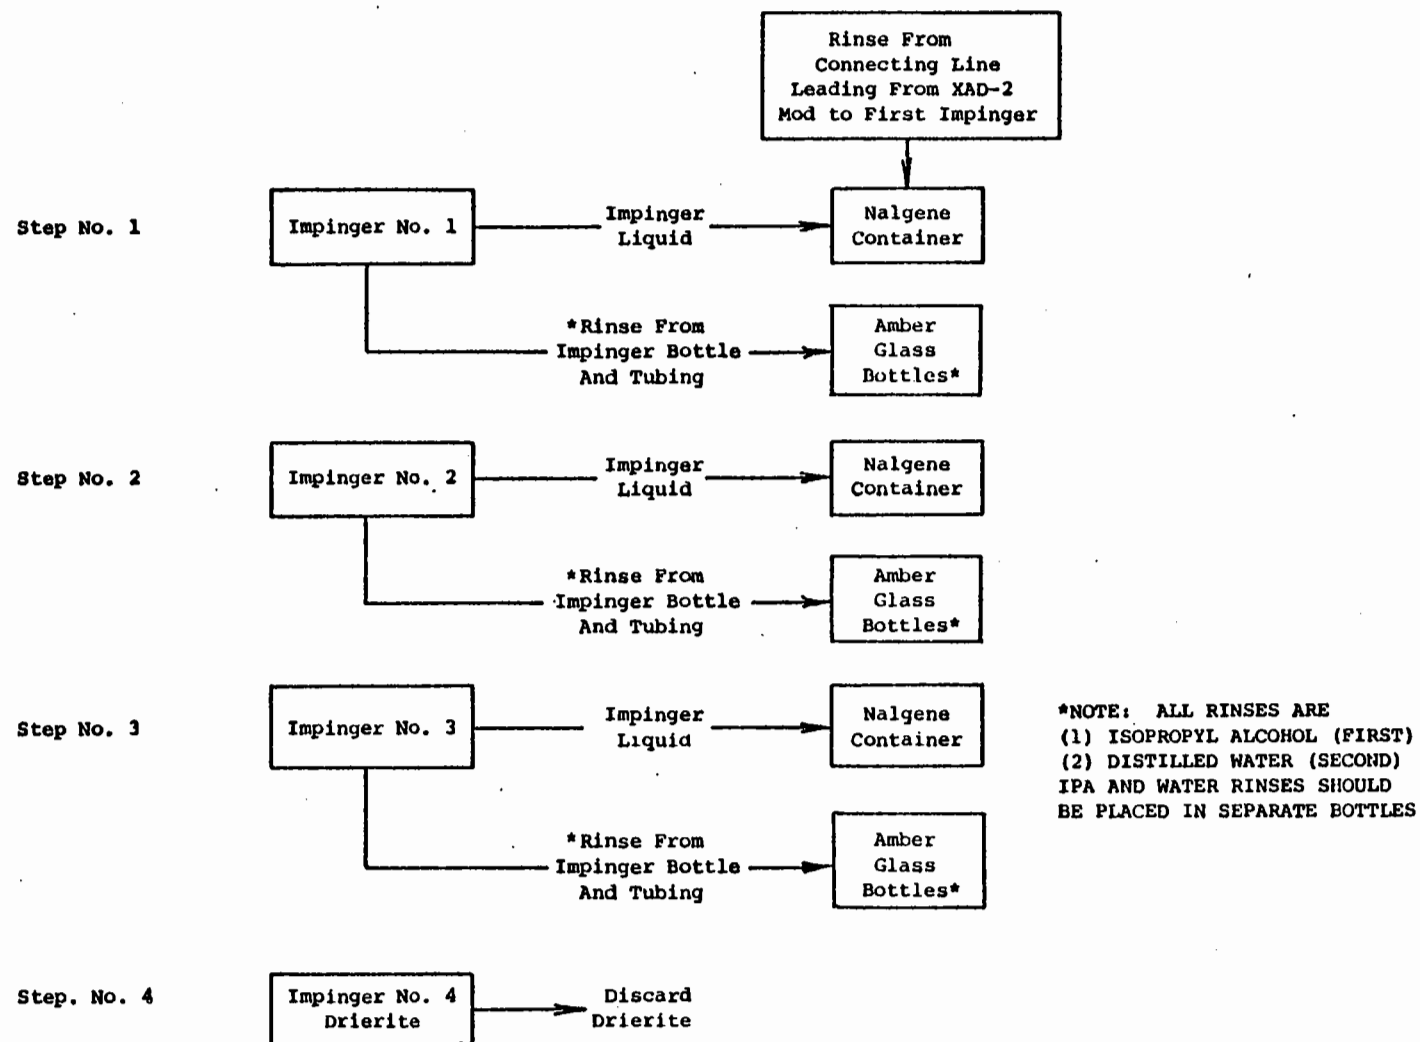 Rinse From
Connecting Line
Leading From XAD-2
Mod to First Impinger
Step No. 1
Impinger No. 1
Impinger
Liquid
Nalgene
Container
*Rinse From
Impinger Bottle
And Tubing
Amber
Glass
Bottles*
Step No. 2
Impinger No. 2
Impinger
Liquid
Nalgene
Container
*Rinse From
Impinger Bottle
And Tubing
Amber
Glass
Bottles*
Step No. 3
Impinger No. 3
Impinger
Liquid
Nalgene
Container
*NOTE: ALL RINSES ARE
(1) ISOPROPYL ALCOHOL (FIRST)
(2) DISTILLED WATER (SECOND)
IPA AND WATER RINSES SHOULD
BE PLACED IN SEPARATE BOTTLES
*Rinse From
Impinger Bottle
And Tubing
Amber
Glass
Bottles*
Step. No. 4
Impinger No. 4
Drierite
Discard
Drierite